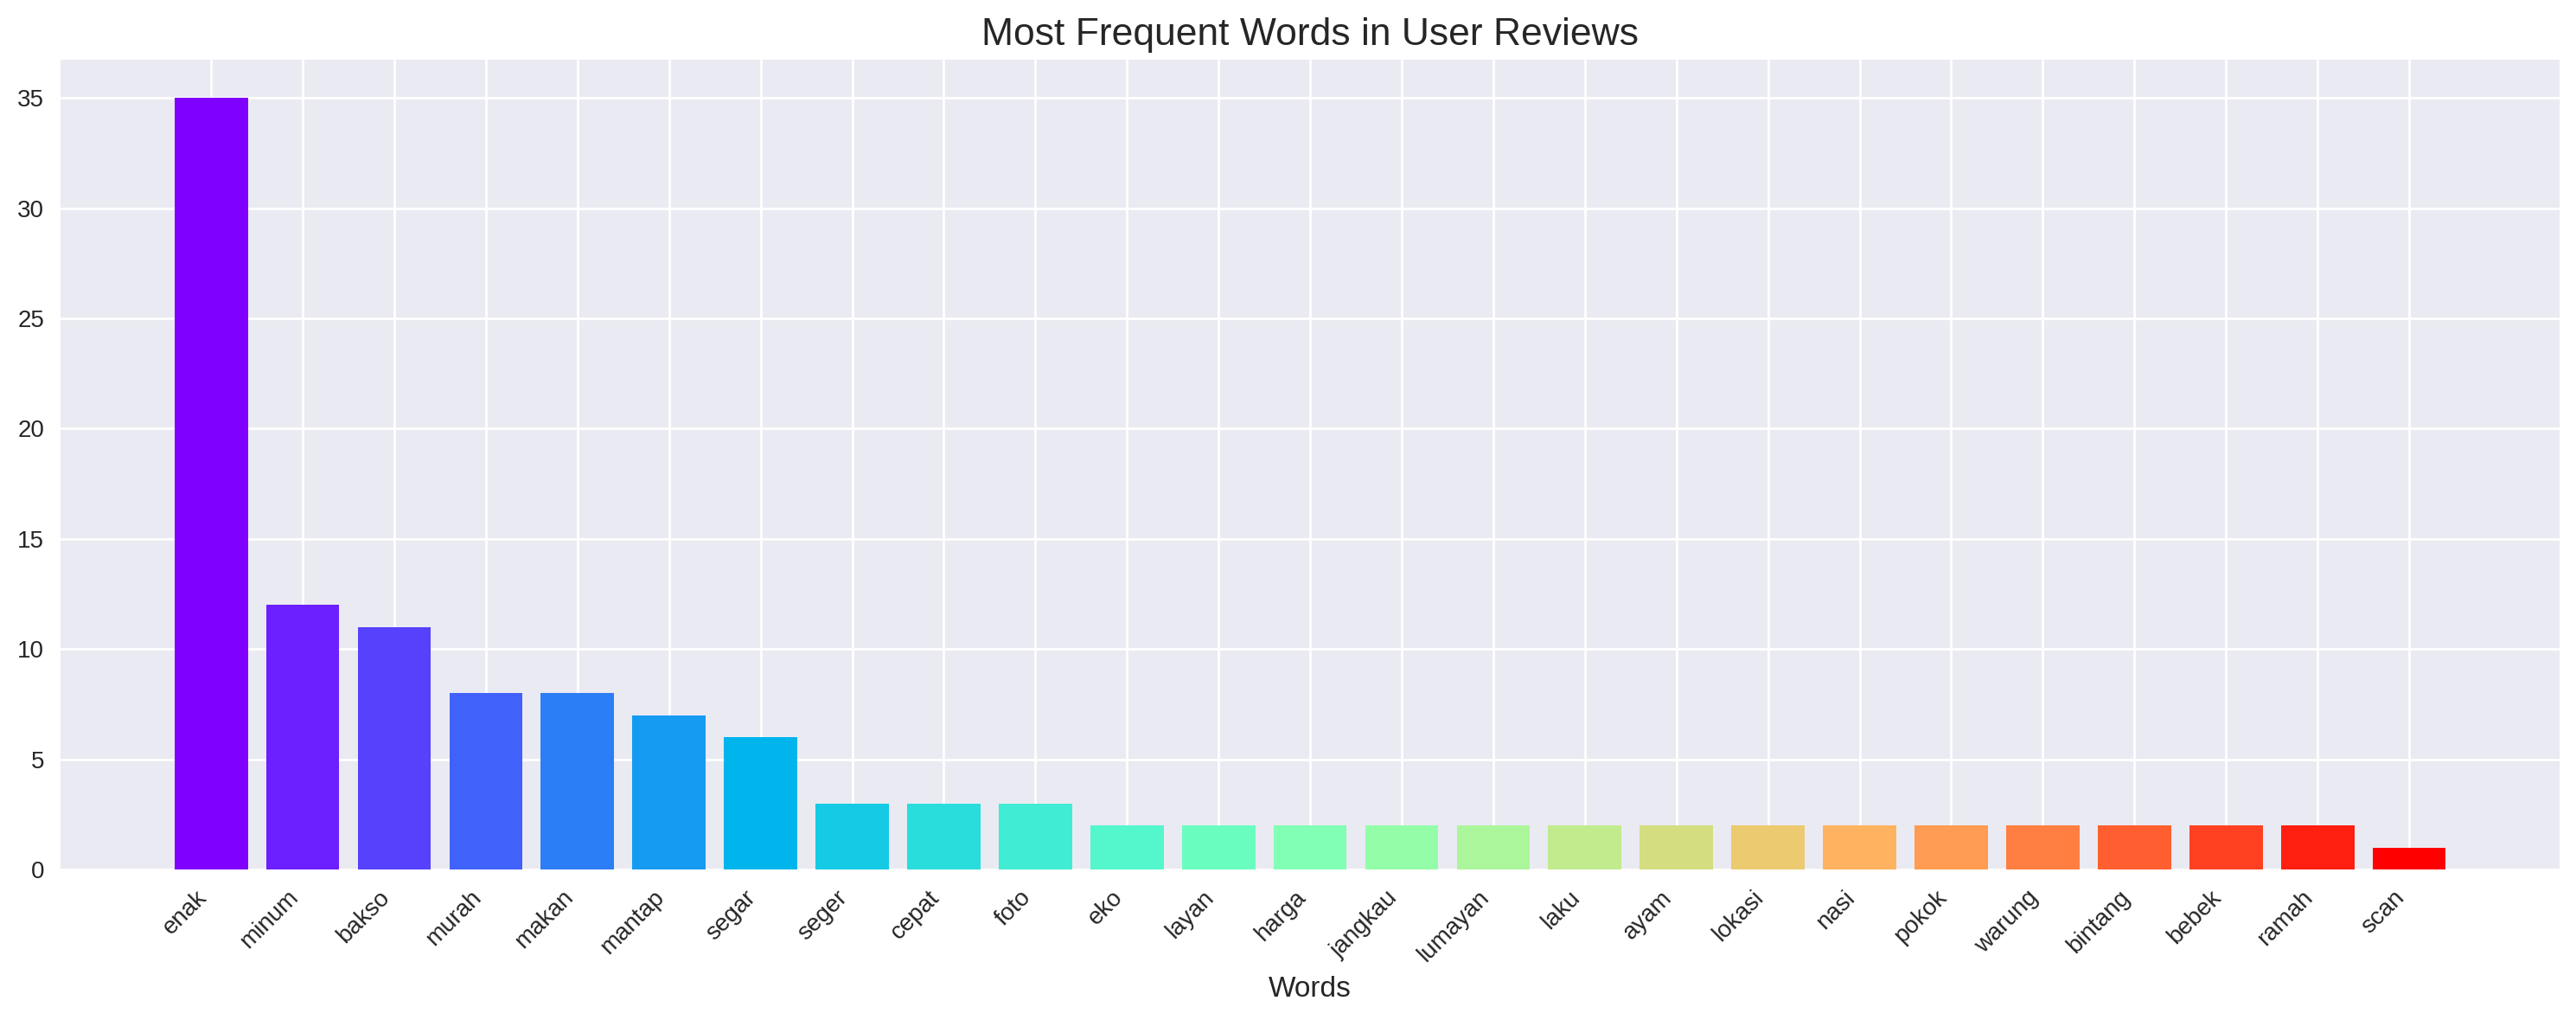 Most Frequent Words in User Reviews
35
30
25
20
15
10
5
0
enak
minum
bakso
murah
makan
mantap
segar
seger
cepat
foto
eko
layan
harga
jangkau
lumayan
laku
ayam
lokasi
nasi
pokok
warung
bintang
bebek
ramah
scan
Words